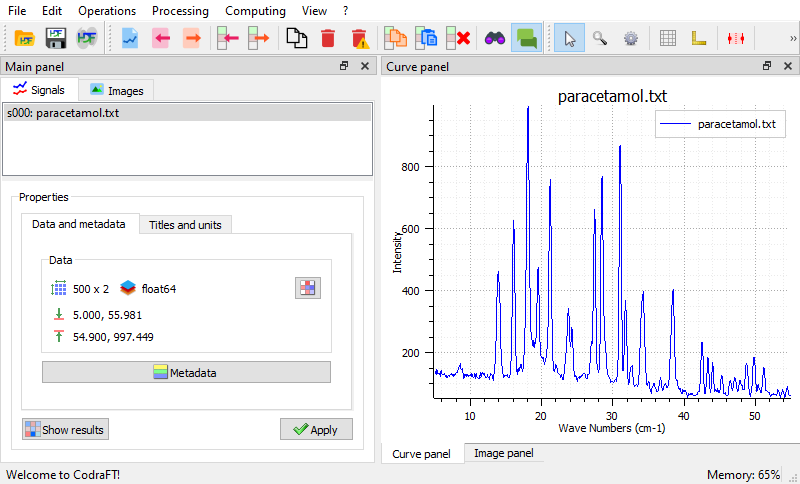 File Edit Operations Processing Computing View ?
HDF HDF »
Main panel
Signals Images
s000: paracetamol.txt
Properties
Data and metadata Titles and units
Data
500 x 2 float64
5.000, 55.981
54.900, 997.449
Metadata
Show results Apply
Curve panel
paracetamol.txt
paracetamol.txt
800
600
400
200
Intensity
10 20 30 40 50
Wave Numbers (cm-1)
Curve panel Image panel
Welcome to CodraFT! Memory: 65%